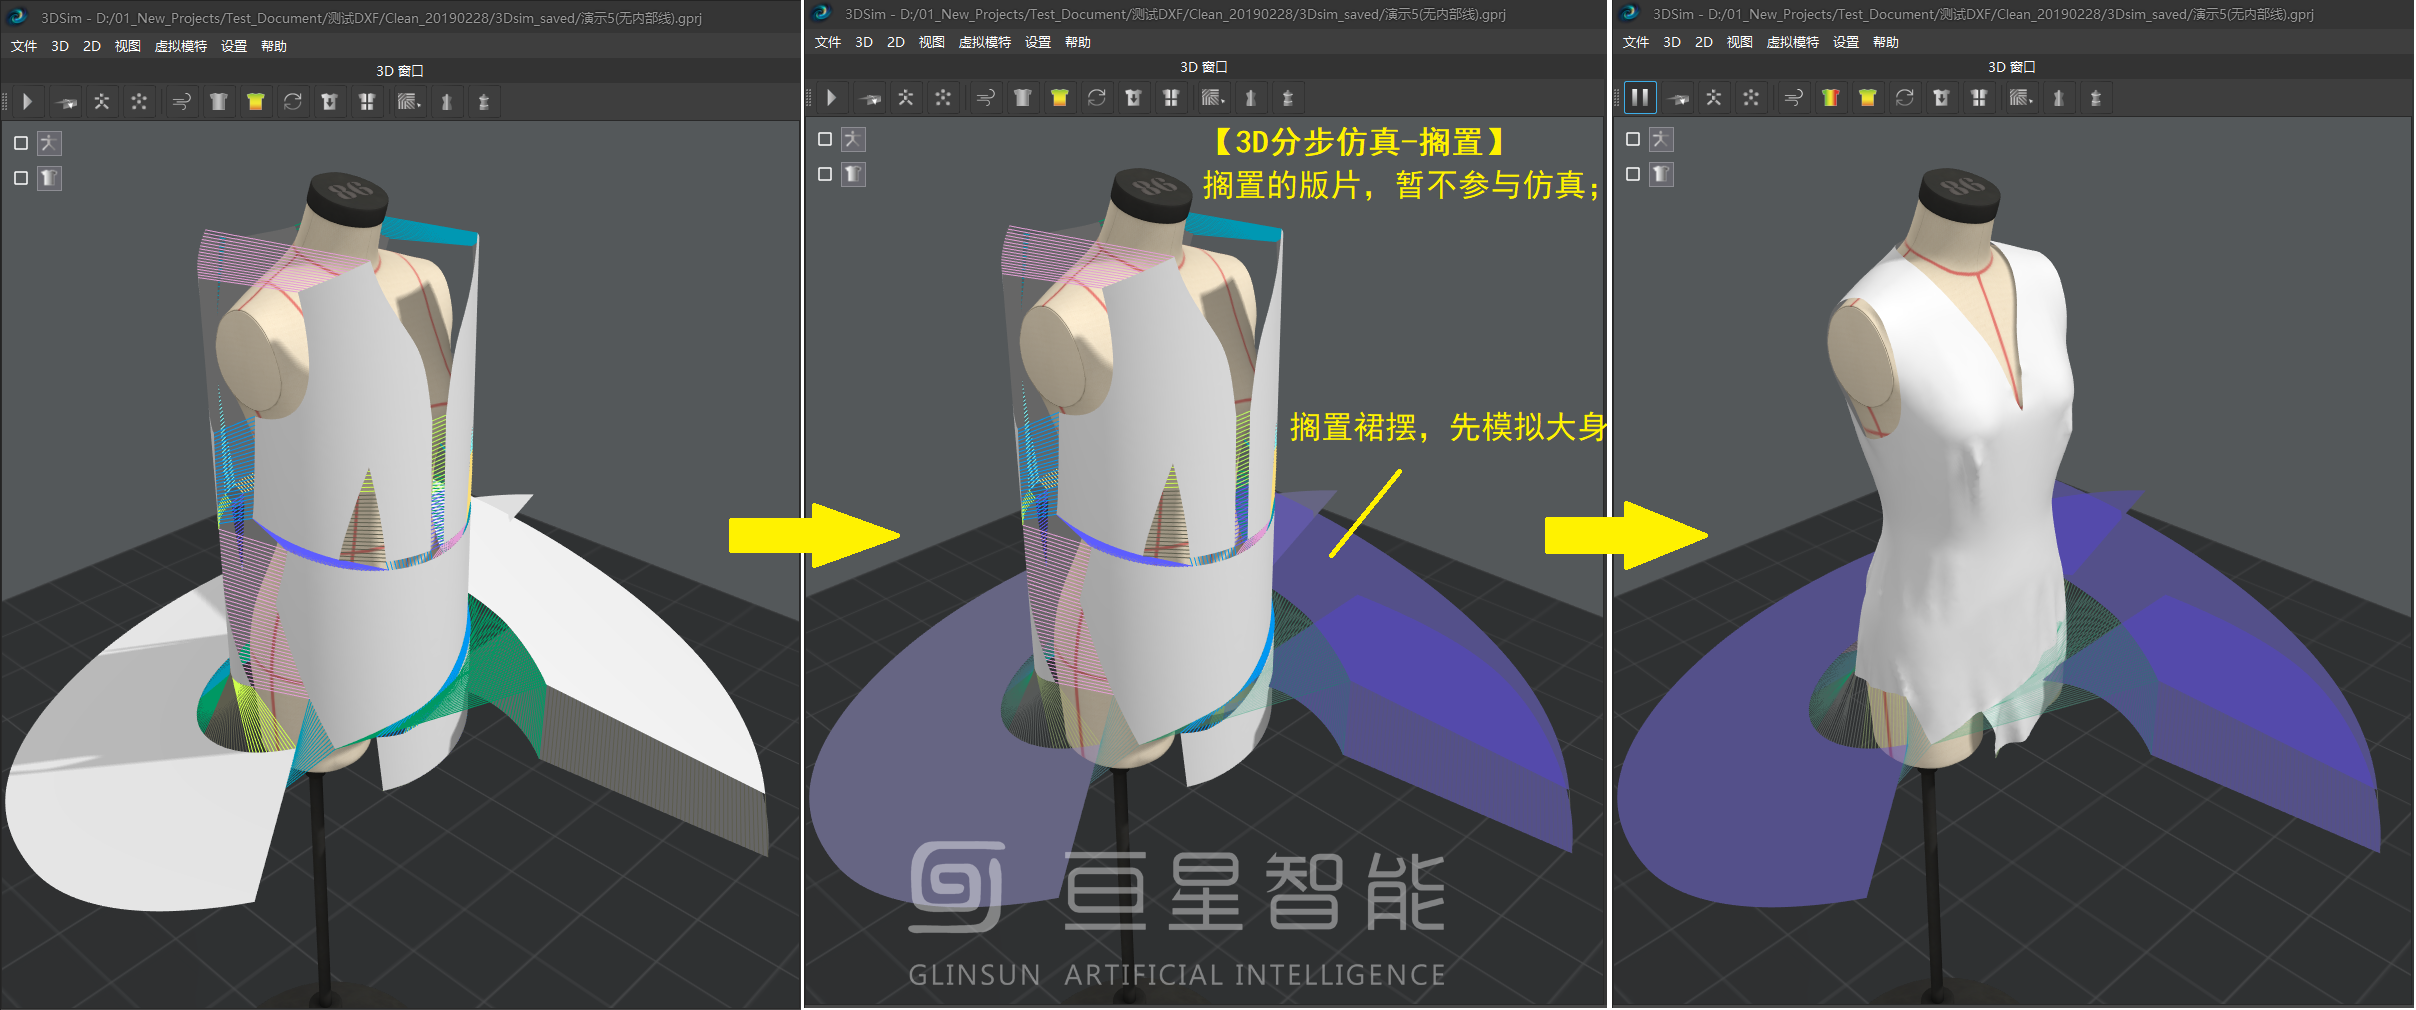 3DSim - D:/01_New_Projects/Test_Document/测试DXF/Clean_20190228/3Dsim_saved/演示5(无内部线).gprj
文件 3D 2D 视图 虚拟模特 设置 帮助
3D 窗口
86
3DSim - D:/01_New_Projects/Test_Document/测试DXF/Clean_20190228/3Dsim_saved/演示5(无内部线).gprj
文件 3D 2D 视图 虚拟模特 设置 帮助
3D 窗口
【3D分步仿真-搁置】
搁置的版片，暂不参与仿真；
86
搁置裙摆，先模拟大身
亘星智能
GLINSUN ARTIFICIAL INTELLIGENCE
3DSim - D:/01_New_Projects/Test_Document/测试DXF/Clean_20190228/3Dsim_saved/演示5(无内部线).gprj
文件 3D 2D 视图 虚拟模特 设置 帮助
3D 窗口
86